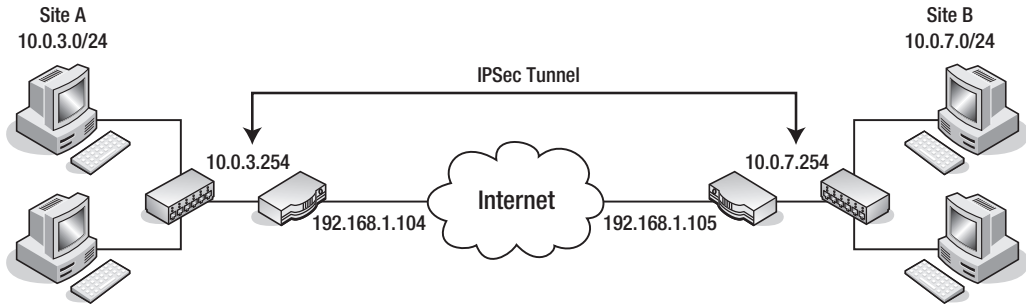 Site A
10.0.3.0/24
Site B
10.0.7.0/24
IPSec Tunnel
10.0.3.254
10.0.7.254
Internet
192.168.1.104
192.168.1.105